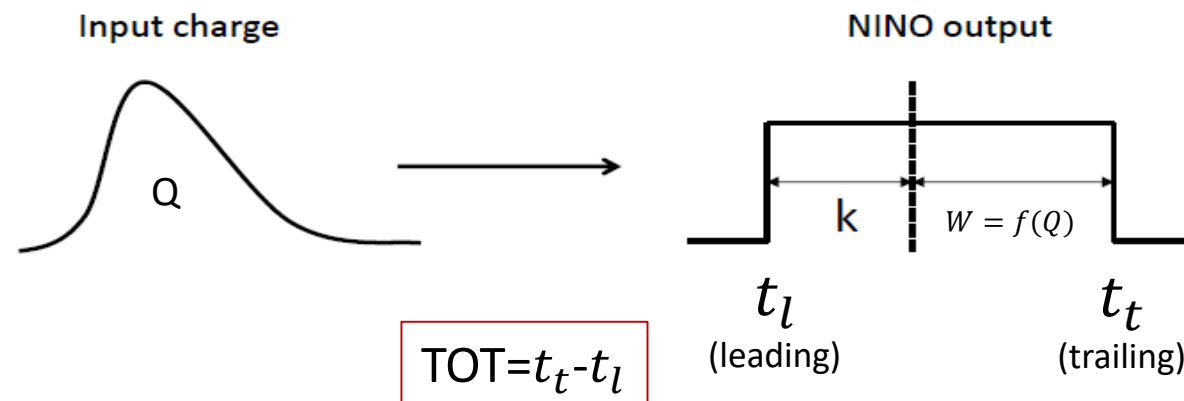 Input charge
NINO output
Q
k
W = f(Q)
t_l
(leading)
t_t
(trailing)
TOT=t_t-t_l